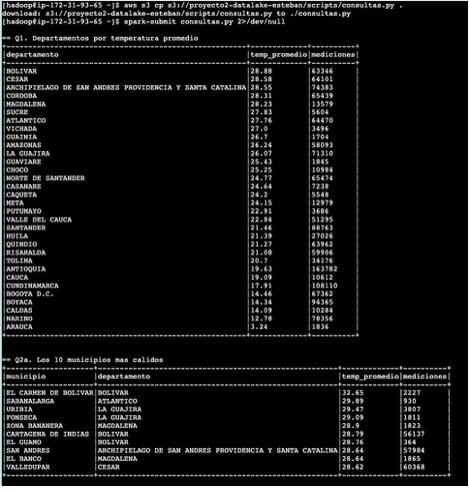 [hadoop@ip-172-31-93-65 ~]$ aws s3 cp s3://proyecto2-datalake-esteban/scripts/consultas.py .
download: s3://proyecto2-datalake-esteban/scripts/consultas.py to ./consultas.py
[hadoop@ip-172-31-93-65 ~]$ spark-submit consultas.py 2>/dev/null
== Q1. Departamentos por temperatura promedio
|departamento |temp_promedio|mediciones|
|BOLIVAR |28.88 |63346 |
|CESAR |28.58 |64101 |
|ARCHIPIELAGO DE SAN ANDRES PROVIDENCIA Y SANTA CATALINA|28.55 |74383 |
|CORDOBA |28.31 |65439 |
|MAGDALENA |28.23 |13579 |
|SUCRE |27.83 |5604 |
|ATLANTICO |27.76 |64470 |
|VICHADA |27.0 |3496 |
|GUAINIA |26.7 |1704 |
|AMAZONAS |26.24 |58093 |
|LA GUAJIRA |26.07 |71310 |
|GUAVIARE |25.43 |1845 |
|CHOCO |25.25 |10984 |
|NORTE DE SANTANDER |24.77 |65474 |
|CASANARE |24.64 |7238 |
|CAQUETA |24.2 |5548 |
|META |24.15 |12979 |
|PUTUMAYO |22.91 |3686 |
|VALLE DEL CAUCA |22.84 |51295 |
|SANTANDER |21.46 |88763 |
|HUILA |21.39 |27026 |
|QUINDIO |21.27 |63962 |
|RISARALDA |21.08 |59906 |
|TOLIMA |20.7 |34176 |
|ANTIOQUIA |19.63 |163782 |
|CAUCA |19.09 |10612 |
|CUNDINAMARCA |17.91 |108110 |
|BOGOTA D.C. |14.46 |67362 |
|BOYACA |14.34 |94365 |
|CALDAS |14.09 |10284 |
|NARINO |12.78 |78356 |
|ARAUCA |3.24 |1836 |
== Q2a. Los 10 municipios mas calidos
|municipio |departamento |temp_promedio|mediciones|
|EL CARMEN DE BOLIVAR|BOLIVAR |32.65 |2227 |
|SABANALARGA |ATLANTICO |29.89 |930 |
|URIBIA |LA GUAJIRA |29.47 |3807 |
|FONSECA |LA GUAJIRA |29.09 |1811 |
|ZONA BANANERA |MAGDALENA |28.9 |1823 |
|CARTAGENA DE INDIAS |BOLIVAR |28.79 |56137 |
|EL GUAMO |BOLIVAR |28.76 |364 |
|SAN ANDRES |ARCHIPIELAGO DE SAN ANDRES PROVIDENCIA Y SANTA CATALINA|28.64 |57984 |
|EL BANCO |MAGDALENA |28.64 |1865 |
|VALLEDUPAR |CESAR |28.62 |60368 |